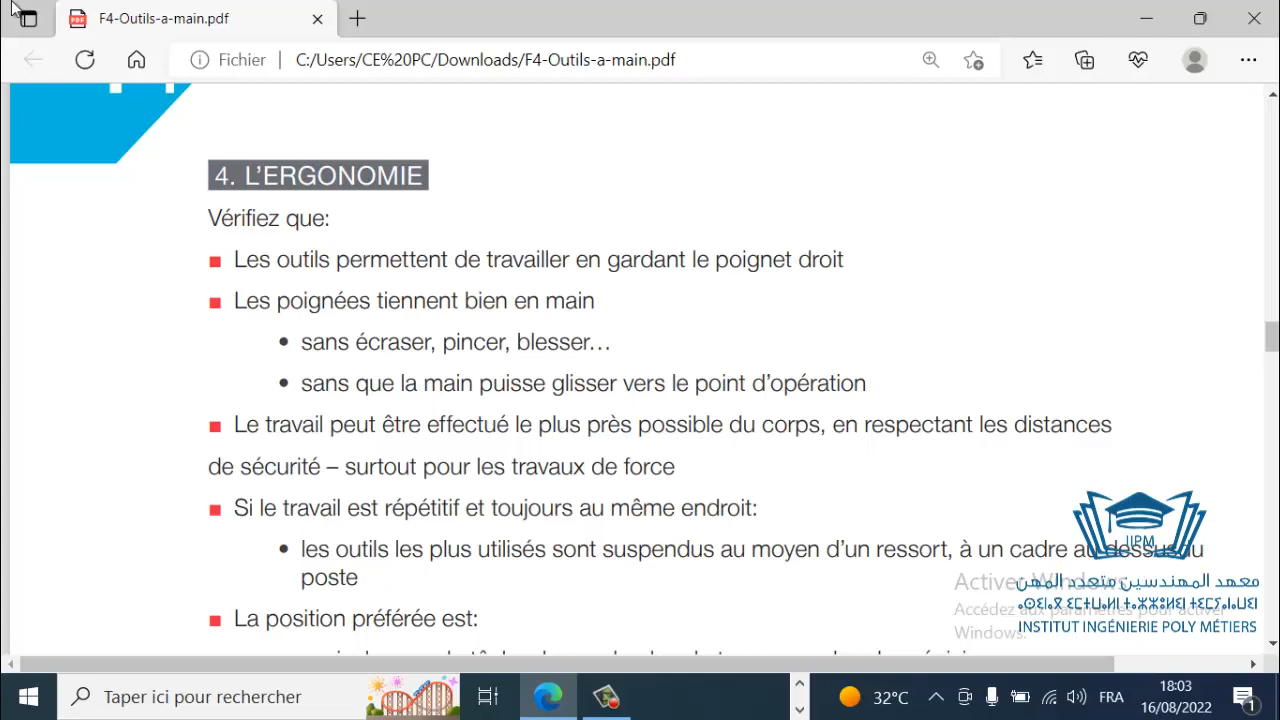 F4-Outils-a-main.pdf
Fichier
C:/Users/CE%20PC/Downloads/F4-Outils-a-main.pdf
4. L'ERGONOMIE
Vérifiez que:
Les outils permettent de travailler en gardant le poignet droit
Les poignées tiennent bien en main
sans écraser, pincer, blesser…
sans que la main puisse glisser vers le point d'opération
Le travail peut être effectué le plus près possible du corps, en respectant les distances
de sécurité – surtout pour les travaux de force
Si le travail est répétitif et toujours au même endroit:
les outils les plus utilisés sont suspendus au moyen d'un ressort, à un cadre au dessus du
poste
La position préférée est:
IIPM
Activer Windows
معهد المهندسين متعدد المهن
Accédez aux paramètres pour activer
Windows.
INSTITUT INGÉNIERIE POLY MÉTIERS
Taper ici pour rechercher
32°C
FRA
18:03
16/08/2022
1